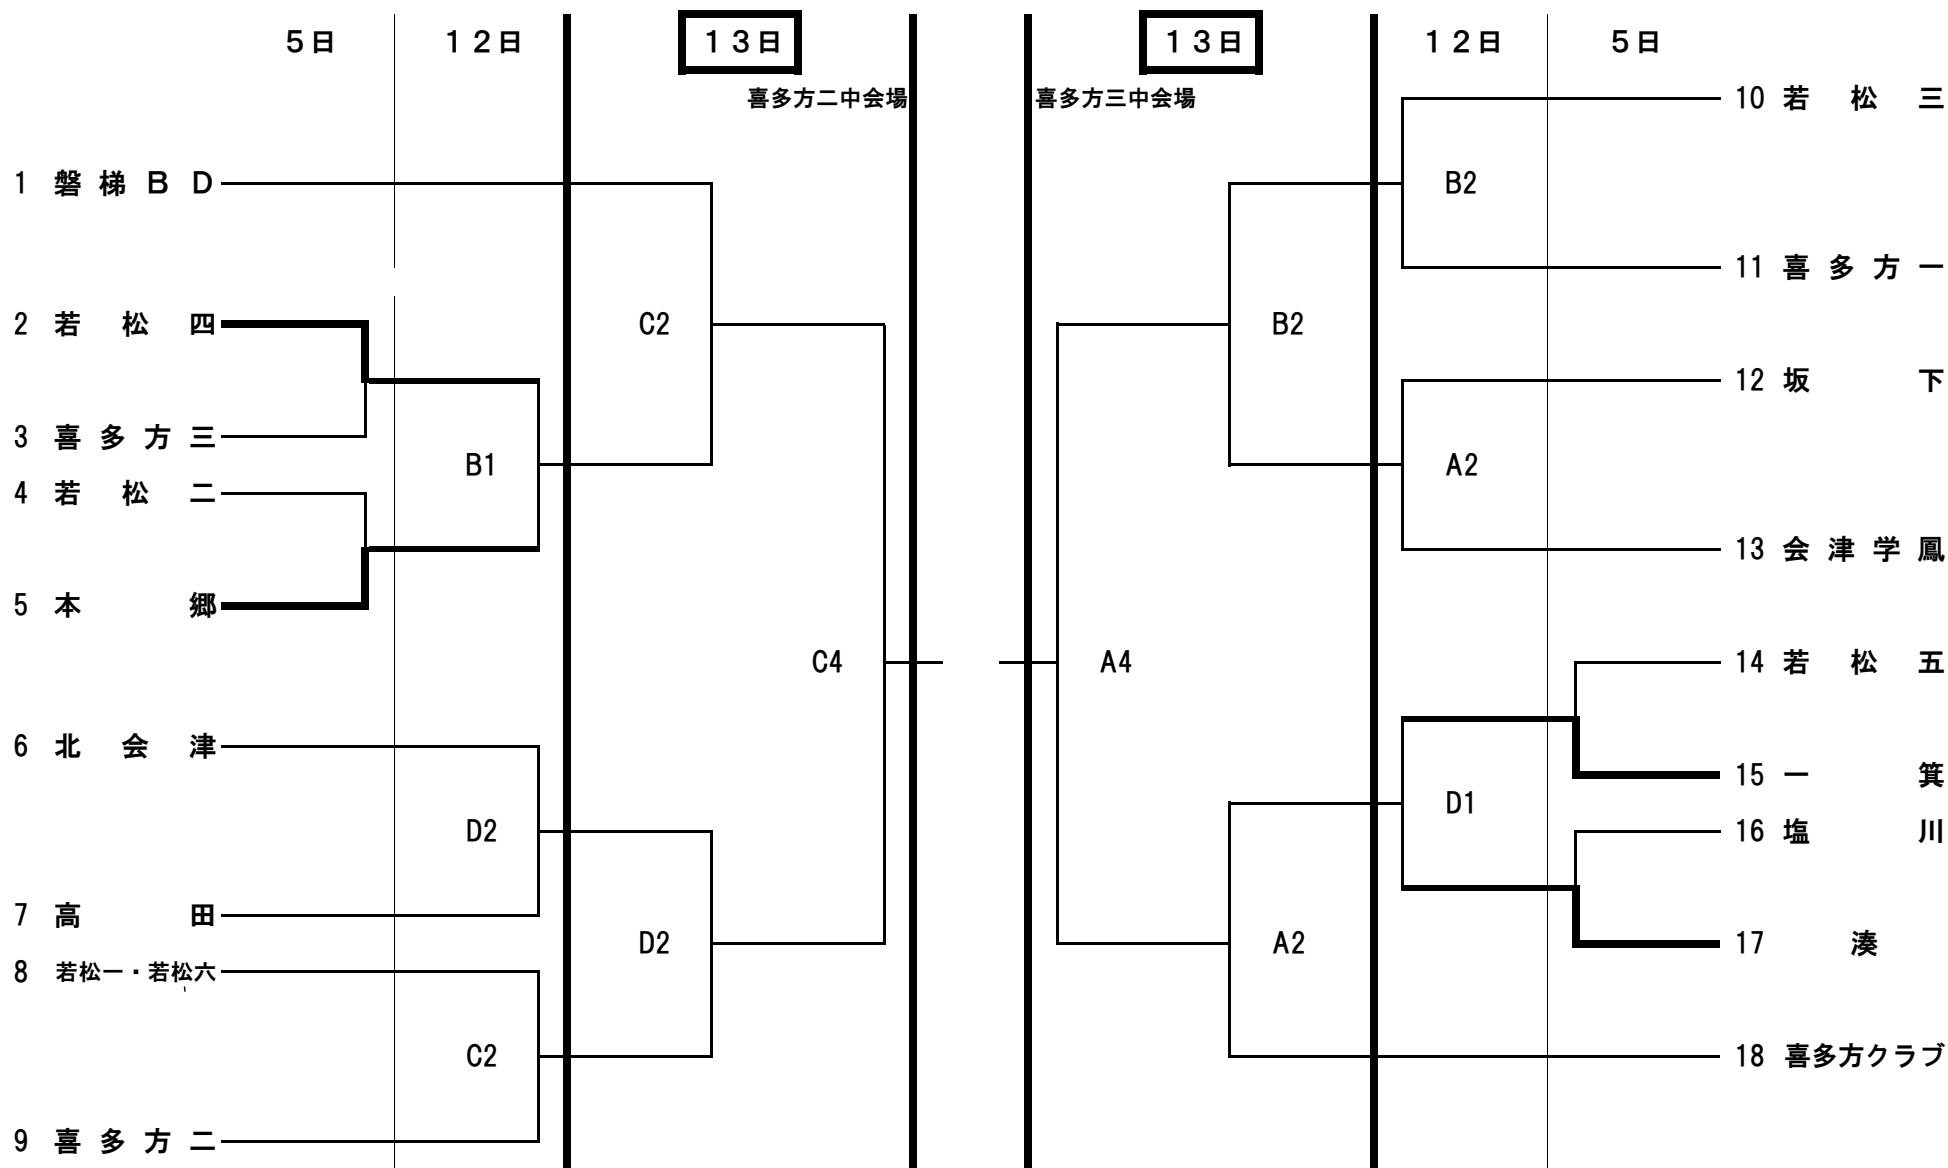 ５日 １２日 １３日 １３日 １２日 ５日
喜多方二中会場 喜多方三中会場
10 若松三
1 磐梯ＢＤ
B2
11 喜多方一
2 若松四
C2
B2
12 坂下
3 喜多方三
B1
A2
4 若松二
13 会津学鳳
5 本郷
C4
A4
14 若松五
6 北会津
15 一箕
D1
D2
16 塩川
7 高田
D2
A2
17 湊
8 若松一・若松六
C2
18 喜多方クラブ
9 喜多方二